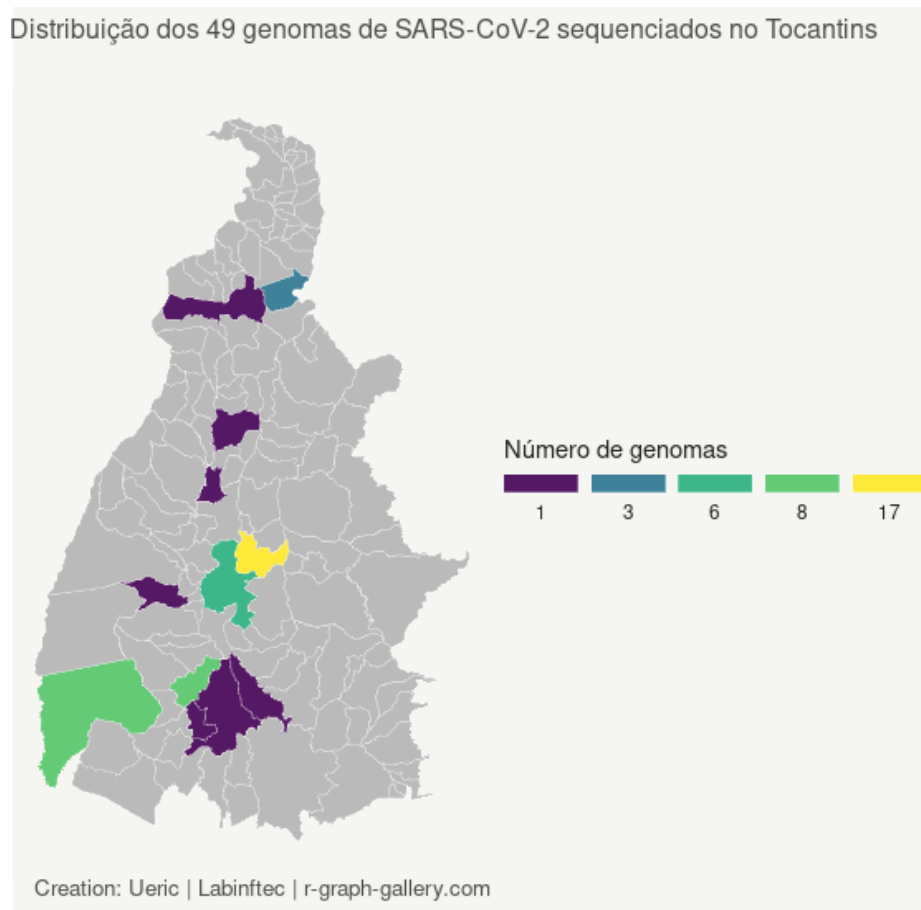 Distribuição dos 49 genomas de SARS-CoV-2 sequenciados no Tocantins
Número de genomas
1 3 6 8 17
Creation: Ueric | Labinftec | r-graph-gallery.com